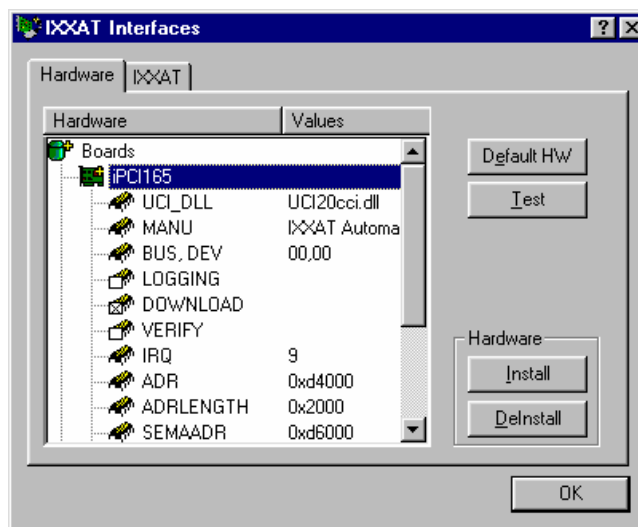 IXXAT Interfaces
Hardware IXXAT
Hardware Values
Boards
iPCI165
UCI_DLL UCI20cci.dll
MANU IXXAT Automa
BUS, DEV 00,00
LOGGING
DOWNLOAD
VERIFY
IRQ 9
ADR 0xd4000
ADRLENGTH 0x2000
SEMAADR 0xd6000
Default HW
Test
Hardware
Install
DeInstall
OK